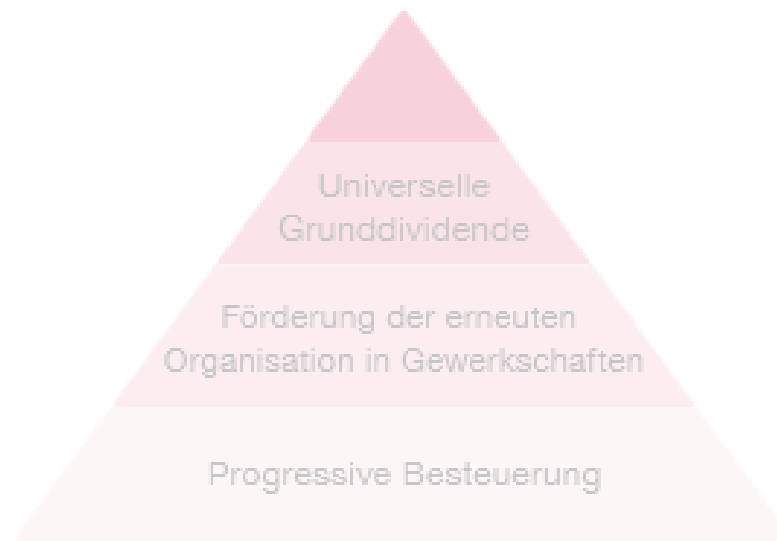 Universelle
Grunddividende
Förderung der erneuten
Organisation in Gewerkschaften
Progressive Besteuerung